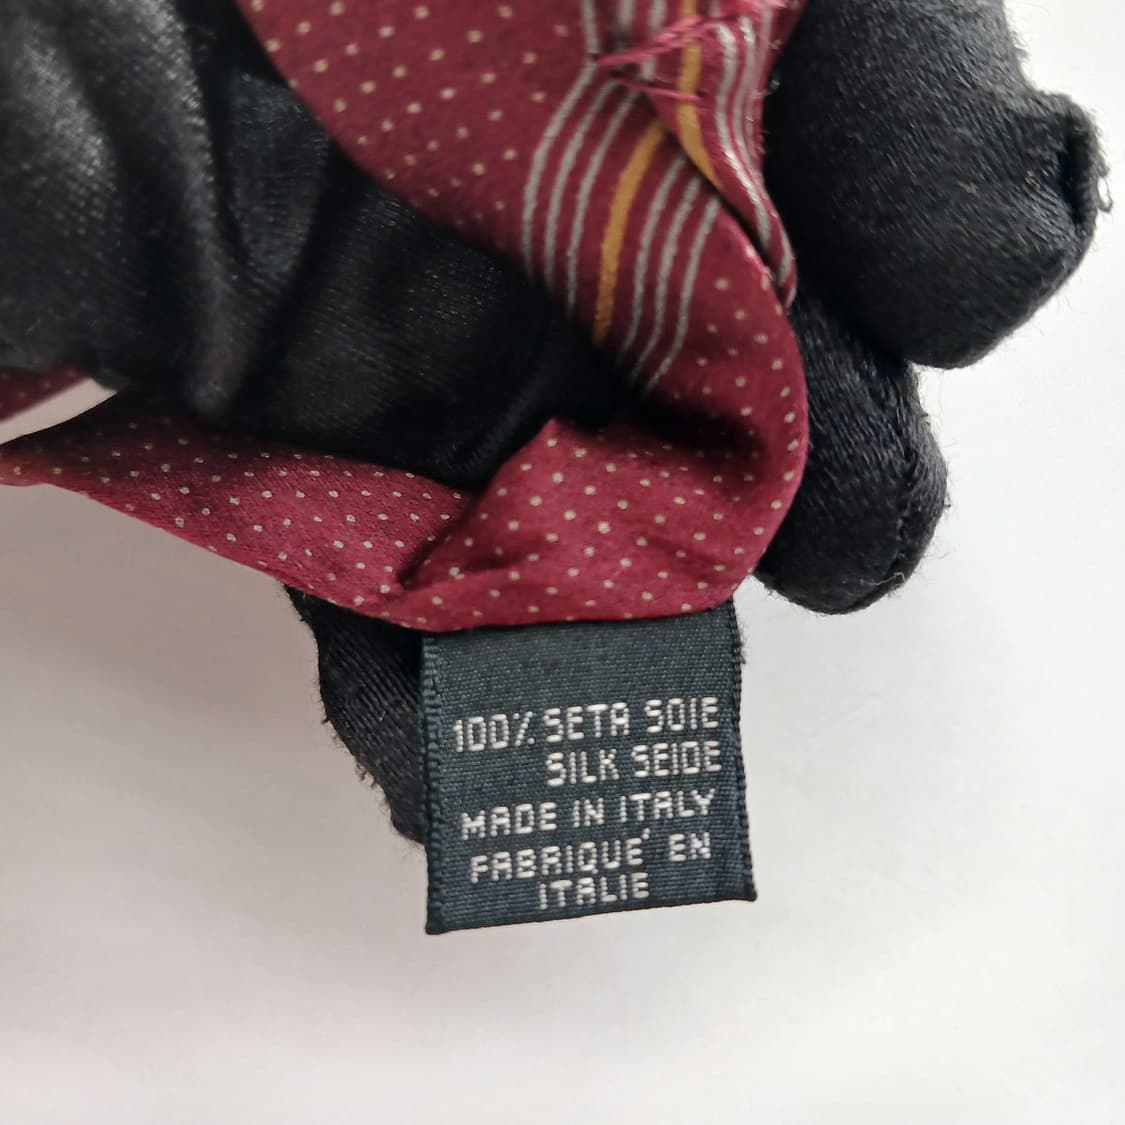 100% SETA SOIE
SILK SEIDE
MADE IN ITALY
FABRIQUE' EN
ITALIE